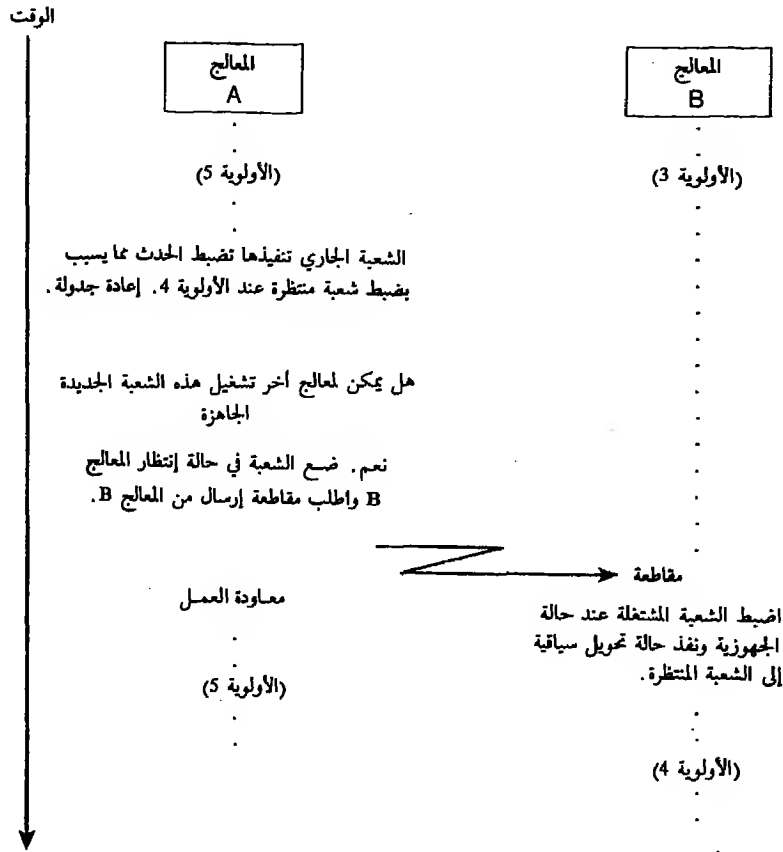 الوقت
المعالج
A
المعالج
B
(الأولوية 5)
(الأولوية 3)
الشعبة الجاري تنفيذها تضبط الحدث مما يسبب
بضبط شعبة منتظرة عند الأولوية 4. إعادة جدولة.
هل يمكن لمعالج أخر تشغيل هذه الشعبة الجديدة
الجاهزة
نعم. ضع الشعبة في حالة إنتظار المعالج
B واطلب مقاطعة إرسال من المعالج B.
مقاطعة
معاودة العمل
اضبط الشعبة المشتغلة عند حالة
الجهوزية ونفذ حالة تحويل سياقية
إلى الشعبة المنتظرة.
(الأولوية 5)
(الأولوية 4)